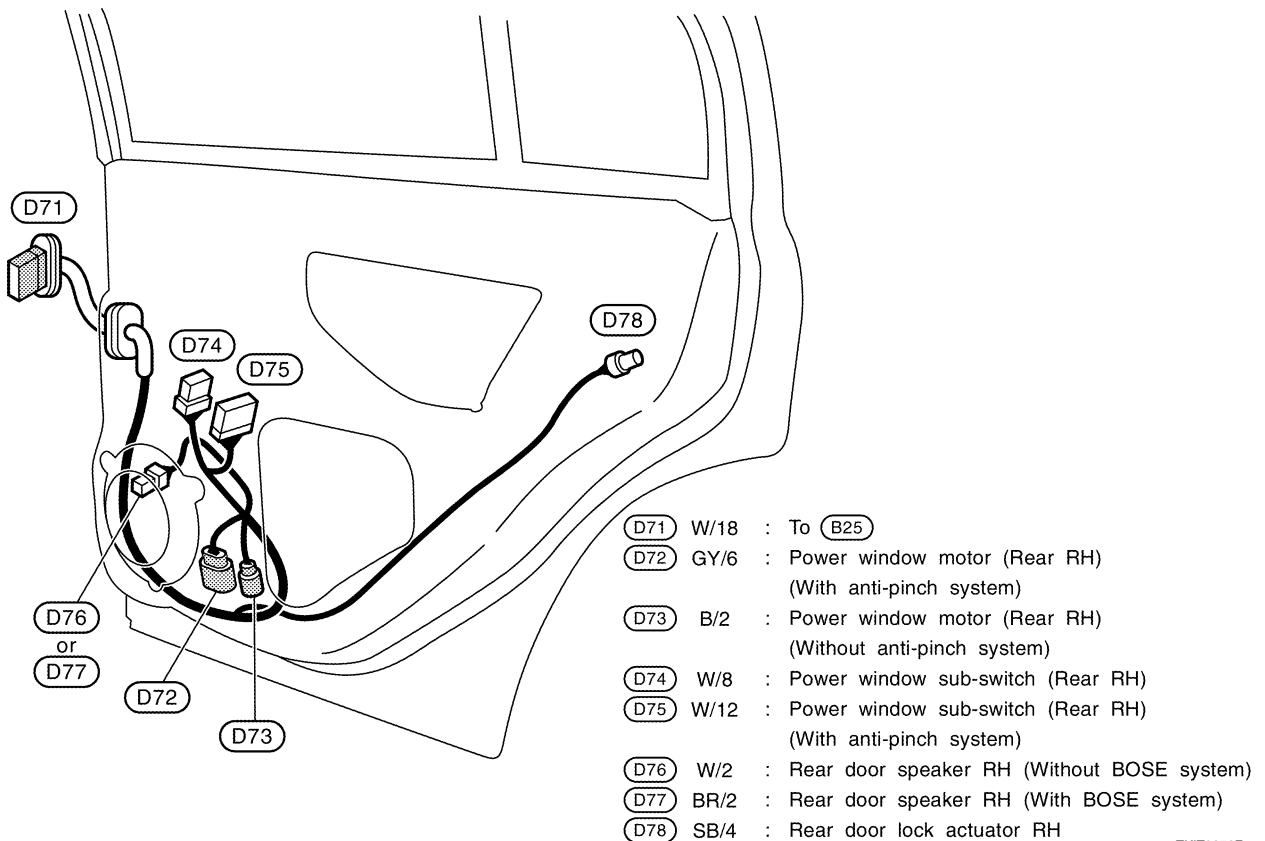 D71
D78
D74
D75
D76
or
D77
D72
D73
D71 W/18 : To B25
D72 GY/6 : Power window motor (Rear RH)
(With anti-pinch system)
D73 B/2 : Power window motor (Rear RH)
(Without anti-pinch system)
D74 W/8 : Power window sub-switch (Rear RH)
D75 W/12 : Power window sub-switch (Rear RH)
(With anti-pinch system)
D76 W/2 : Rear door speaker RH (Without BOSE system)
D77 BR/2 : Rear door speaker RH (With BOSE system)
D78 SB/4 : Rear door lock actuator RH